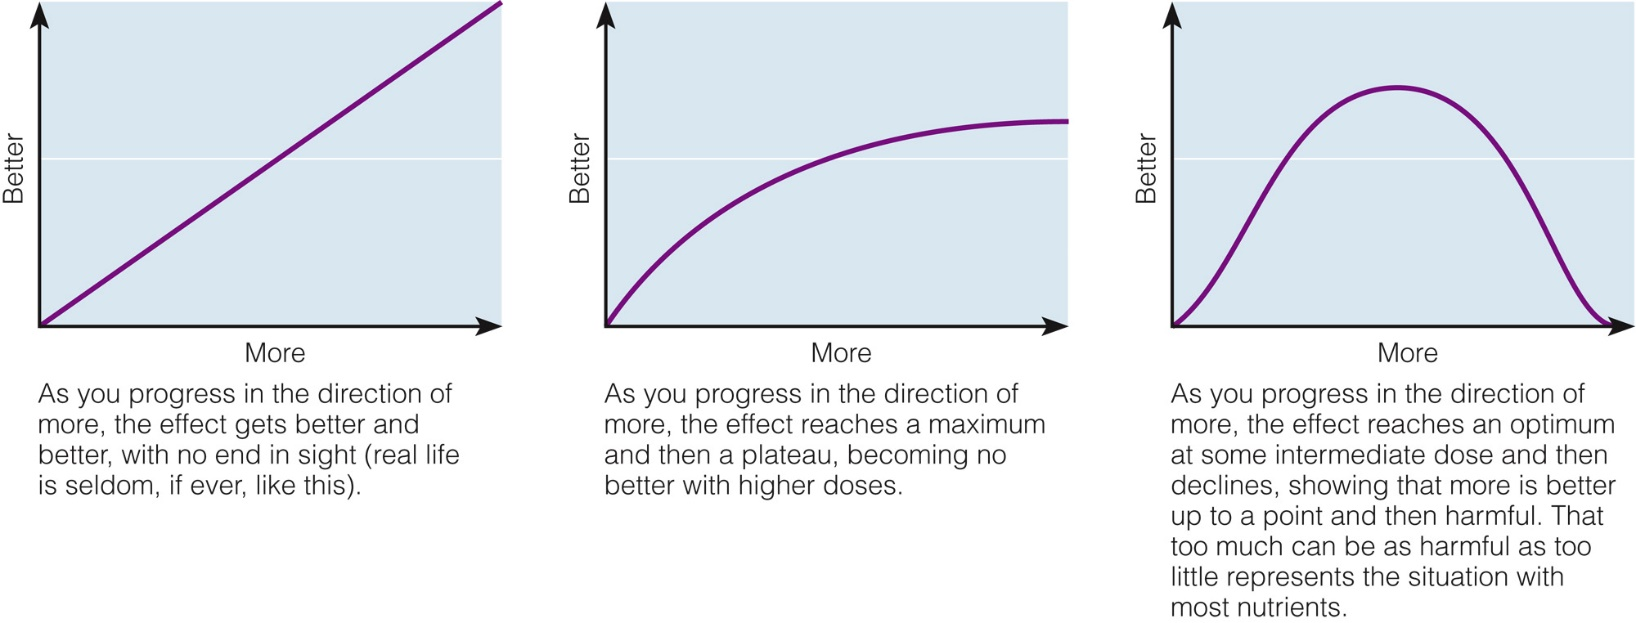 Better
More
As you progress in the direction of
more, the effect gets better and
better, with no end in sight (real life
is seldom, if ever, like this).
Better
More
As you progress in the direction of
more, the effect reaches a maximum
and then a plateau, becoming no
better with higher doses.
Better
More
As you progress in the direction of
more, the effect reaches an optimum
at some intermediate dose and then
declines, showing that more is better
up to a point and then harmful. That
too much can be as harmful as too
little represents the situation with
most nutrients.